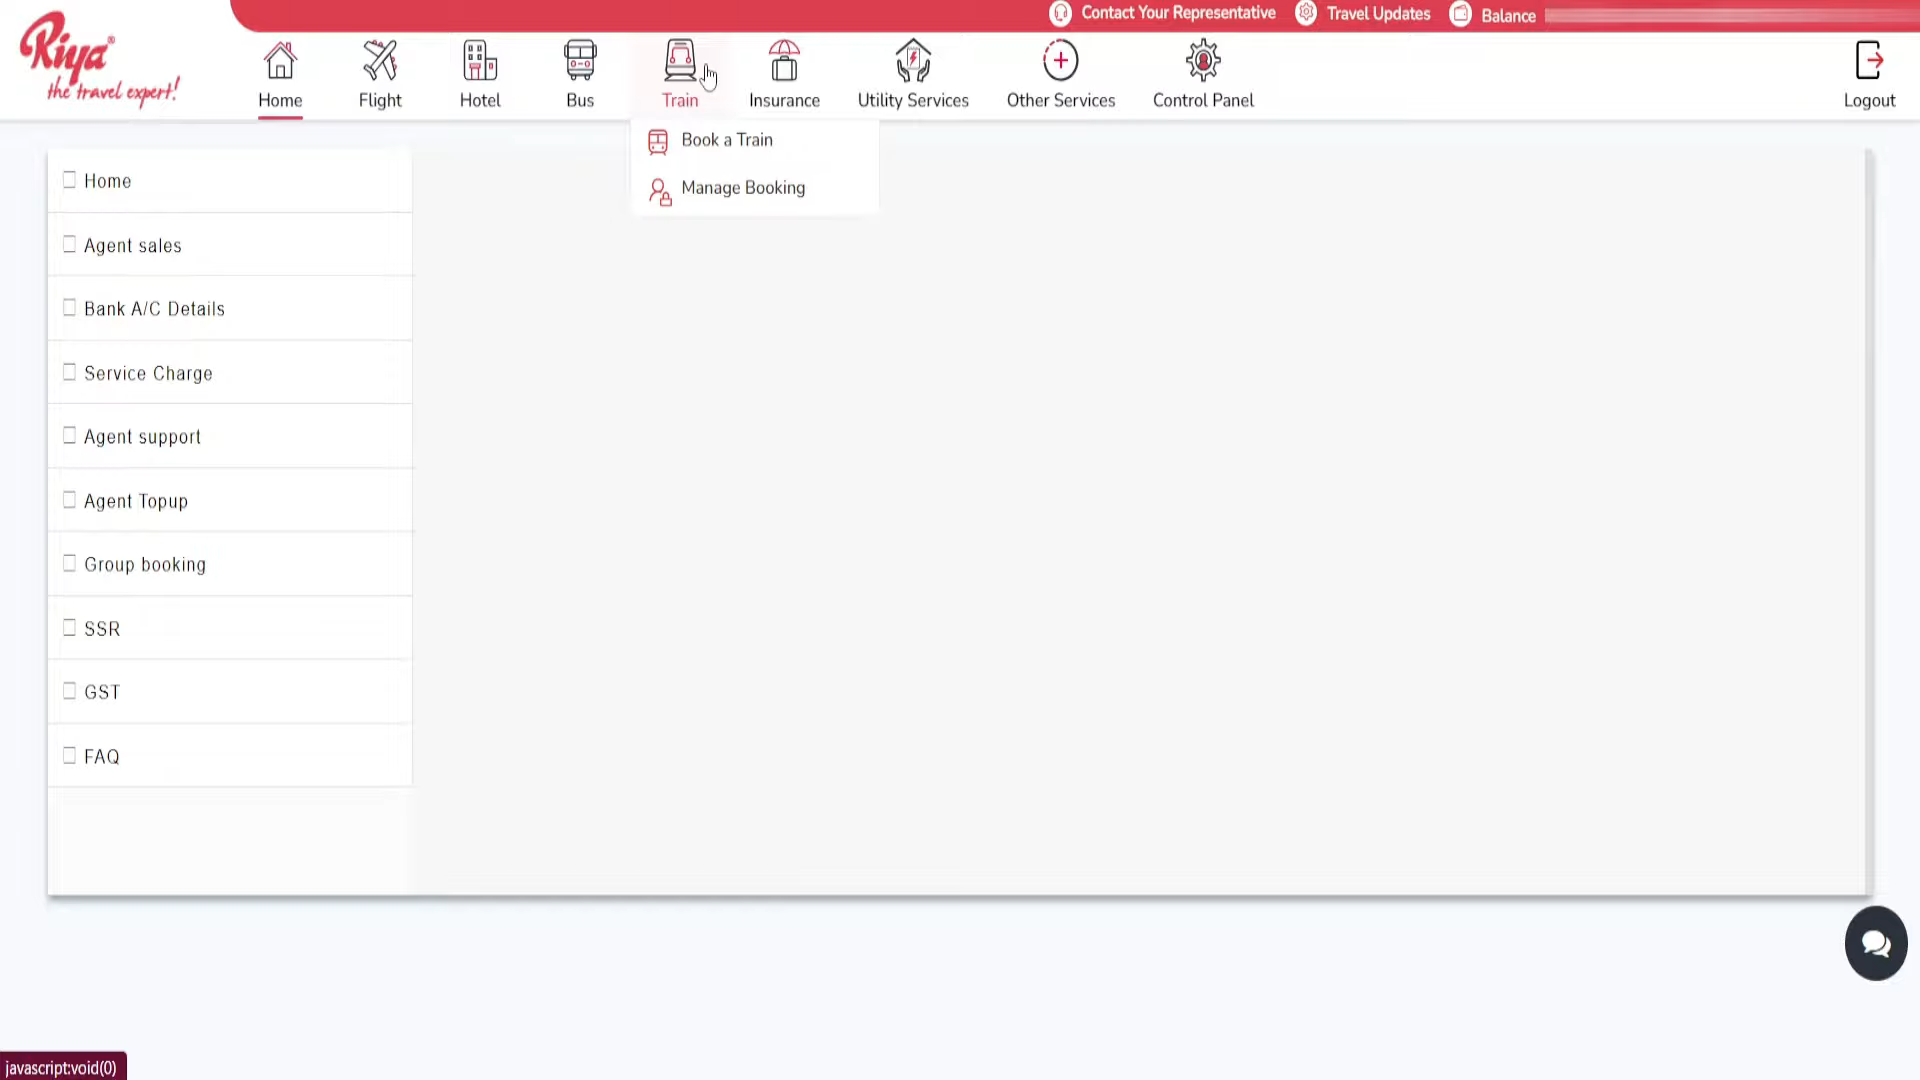 Contact Your Representative
Travel Updates
Balance
Riya®
the travel expert!
Home
Flight
Hotel
Bus
Train
Insurance
Utility Services
Other Services
Control Panel
Logout
Book a Train
Manage Booking
Home
Agent sales
Bank A/C Details
Service Charge
Agent support
Agent Topup
Group booking
SSR
GST
FAQ
javascript:void(0)